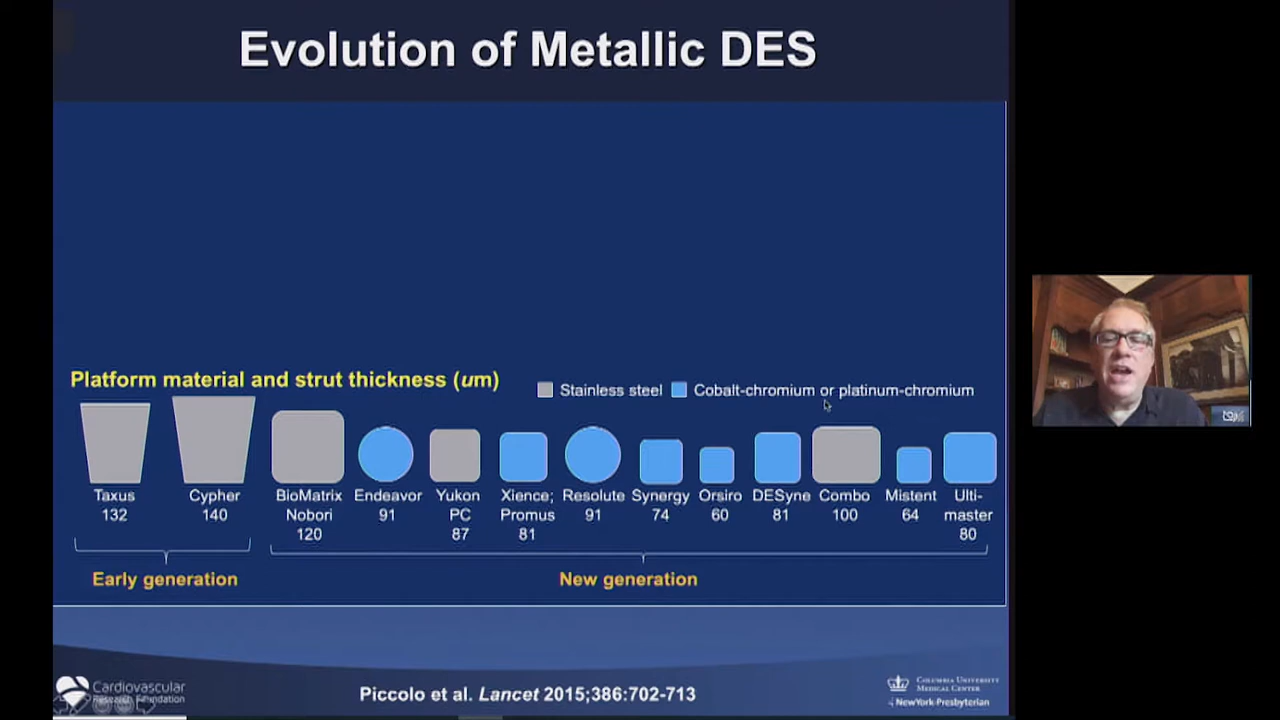 Evolution of Metallic DES
Platform material and strut thickness (um)
Stainless steel
Cobalt-chromium or platinum-chromium
Taxus
132
Cypher
140
BioMatrix
Nobori
120
Endeavor
91
Yukon
PC
87
Xience;
Promus
81
Resolute
91
Synergy
74
Orsiro
60
DESyne
81
Combo
100
Mistent
64
Ulti-
master
80
Early generation
New generation
Cardiovascular
Research Foundation
Piccolo et al. Lancet 2015;386:702-713
COLUMBIA UNIVERSITY
MEDICAL CENTER
NewYork-Presbyterian